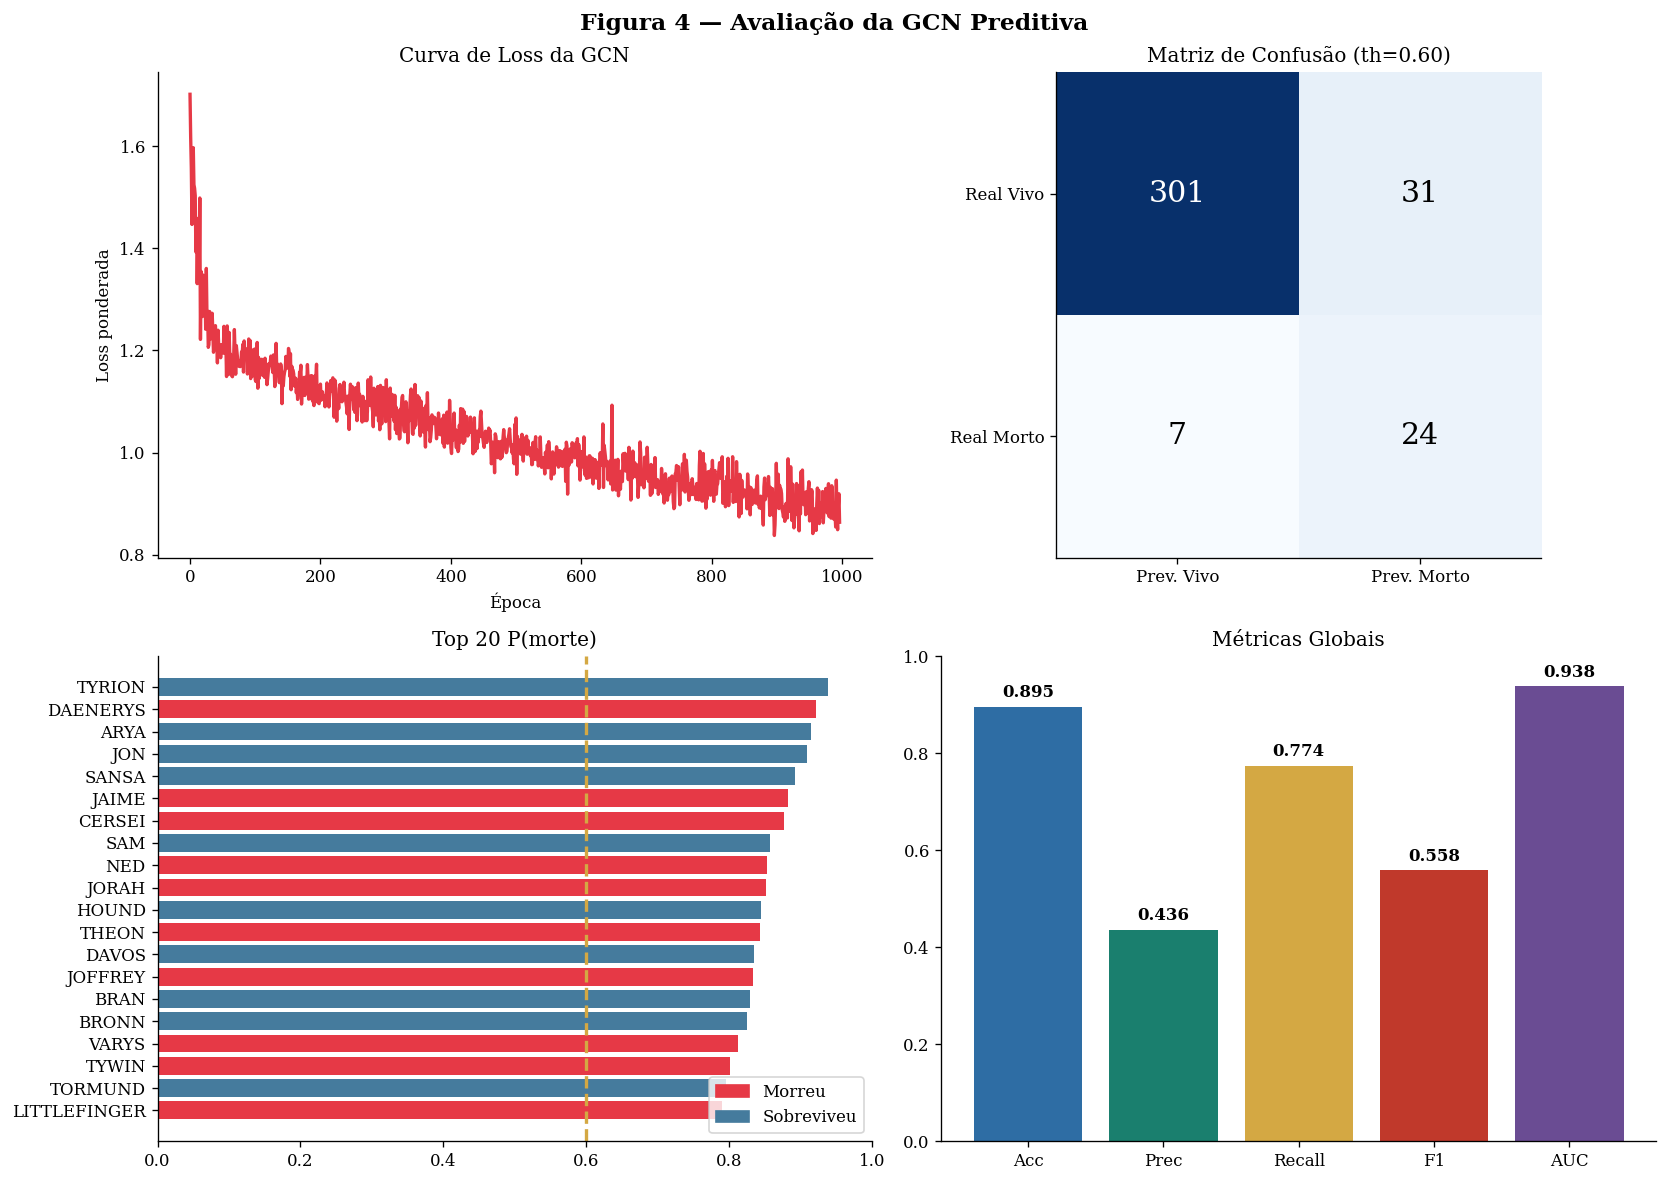 Figura 4 — Avaliação da GCN Preditiva
Curva de Loss da GCN
Loss ponderada
1.6
1.4
1.2
1.0
0.8
0
200
400
600
800
1000
Época
Matriz de Confusão (th=0.60)
Real Vivo
Real Morto
301
31
7
24
Prev. Vivo
Prev. Morto
Top 20 P(morte)
TYRION
DAENERYS
ARYA
JON
SANSA
JAIME
CERSEI
SAM
NED
JORAH
HOUND
THEON
DAVOS
JOFFREY
BRAN
BRONN
VARYS
TYWIN
TORMUND
LITTLEFINGER
Morreu
Sobreviveu
0.0
0.2
0.4
0.6
0.8
1.0
Métricas Globais
1.0
0.8
0.6
0.4
0.2
0.0
0.895
0.436
0.774
0.558
0.938
Acc
Prec
Recall
F1
AUC